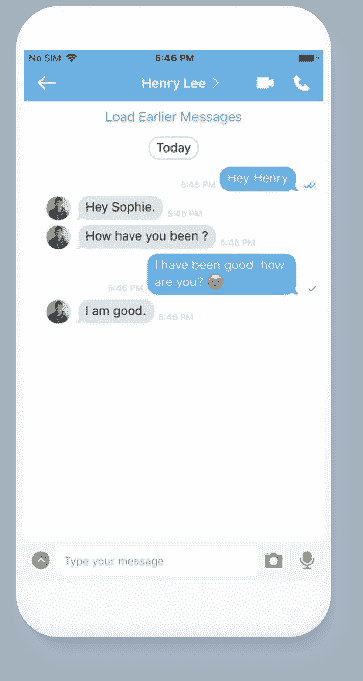 No SIM 5:46 PM
Henry Lee
Load Earlier Messages
Today
Hey Henry
5:45 PM
Hey Sophie.
5:45 PM
How have you been ?
5:45 PM
I have been good how
are you?
5:46 PM
I am good.
5:46 PM
Type your message